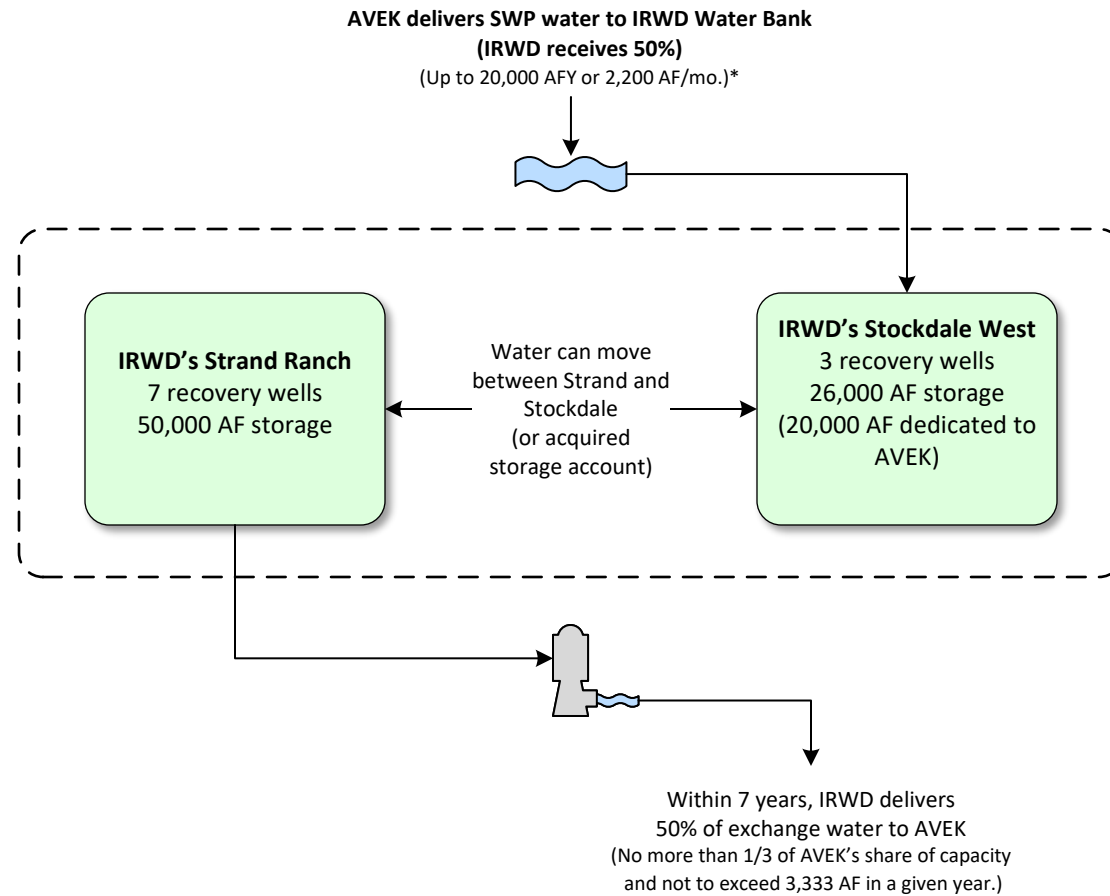 AVEK delivers SWP water to IRWD Water Bank
(IRWD receives 50%)
(Up to 20,000 AFY or 2,200 AF/mo.)*
IRWD’s Strand Ranch
7 recovery wells
50,000 AF storage
Water can move
between Strand and
Stockdale
(or acquired
storage account)
IRWD’s Stockdale West
3 recovery wells
26,000 AF storage
(20,000 AF dedicated to
AVEK)
Within 7 years, IRWD delivers
50% of exchange water to AVEK
(No more than 1/3 of AVEK’s share of capacity
and not to exceed 3,333 AF in a given year.)